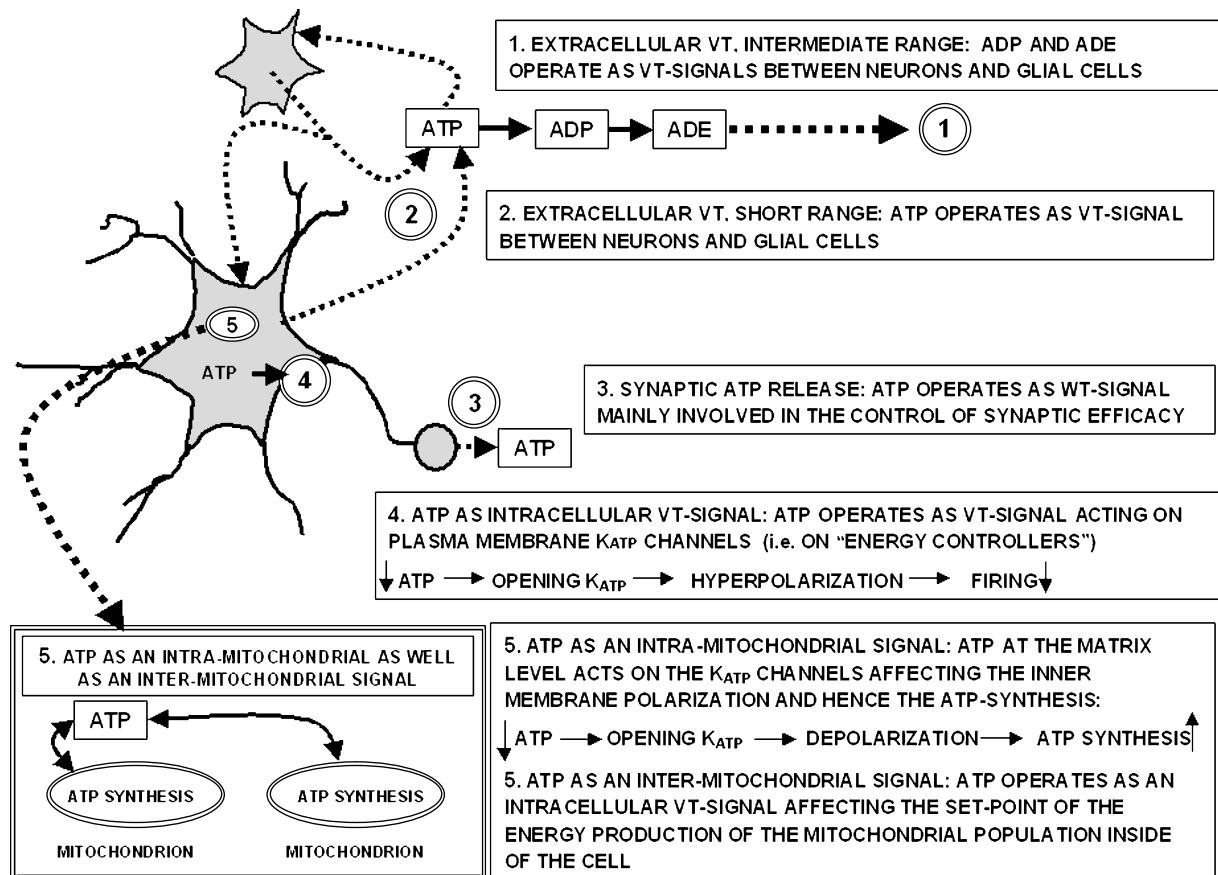 1. EXTRACELLULAR VT, INTERMEDIATE RANGE: ADP AND ADE
OPERATE AS VT-SIGNALS BETWEEN NEURONS AND GLIAL CELLS
ATP
ADP
ADE
1
2
2. EXTRACELLULAR VT, SHORT RANGE: ATP OPERATES AS VT-SIGNAL
BETWEEN NEURONS AND GLIAL CELLS
5
ATP
4
3
ATP
3. SYNAPTIC ATP RELEASE: ATP OPERATES AS WT-SIGNAL
MAINLY INVOLVED IN THE CONTROL OF SYNAPTIC EFFICACY
4. ATP AS INTRACELLULAR VT-SIGNAL: ATP OPERATES AS VT-SIGNAL ACTING ON
PLASMA MEMBRANE KATP CHANNELS (i.e. ON “ENERGY CONTROLLERS”)
↓ ATP → OPENING KATP → HYPERPOLARIZATION → FIRING ↓
5. ATP AS AN INTRA-MITOCHONDRIAL AS WELL
AS AN INTER-MITOCHONDRIAL SIGNAL
ATP
ATP SYNTHESIS
ATP SYNTHESIS
MITOCHONDRION
MITOCHONDRION
5. ATP AS AN INTRA-MITOCHONDRIAL SIGNAL: ATP AT THE MATRIX
LEVEL ACTS ON THE KATP CHANNELS AFFECTING THE INNER
MEMBRANE POLARIZATION AND HENCE THE ATP-SYNTHESIS:
↓ ATP → OPENING KATP → DEPOLARIZATION → ATP SYNTHESIS ↑
5. ATP AS AN INTER-MITOCHONDRIAL SIGNAL: ATP OPERATES AS AN
INTRACELLULAR VT-SIGNAL AFFECTING THE SET-POINT OF THE
ENERGY PRODUCTION OF THE MITOCHONDRIAL POPULATION INSIDE
OF THE CELL